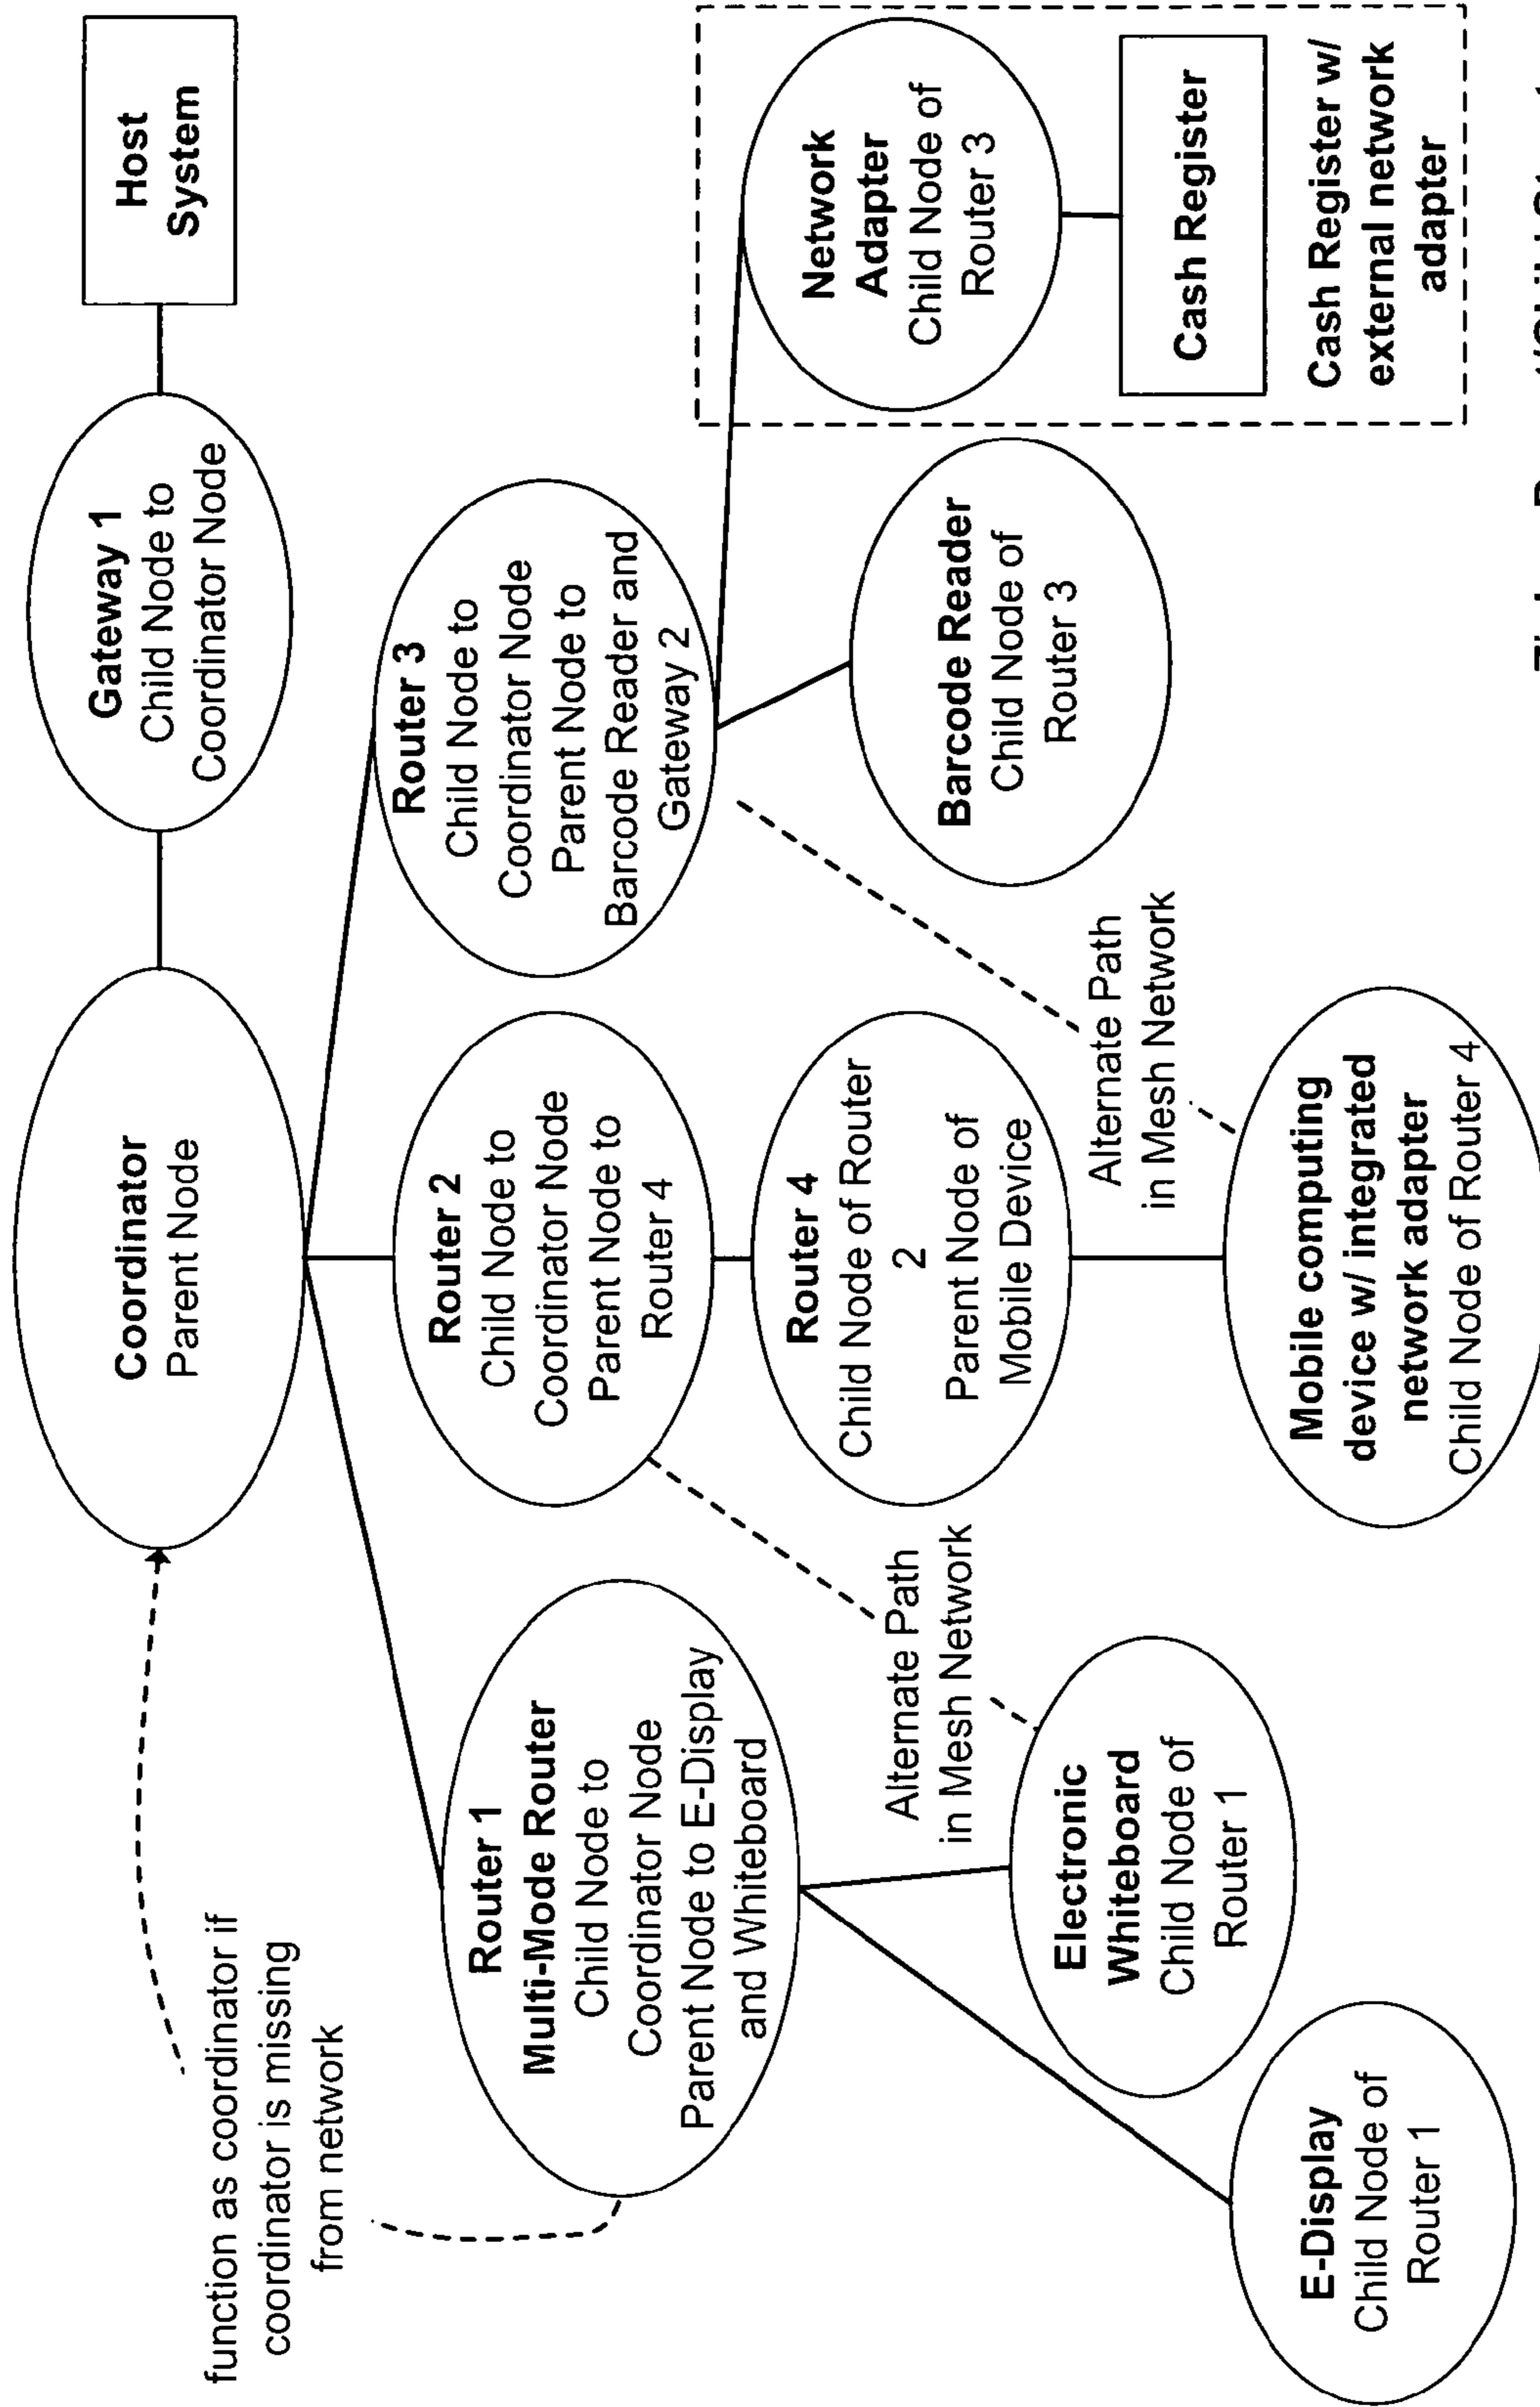 Host
System
Gateway 1
Child Node to
Coordinator Node
Coordinator
Parent Node
function as coordinator if
coordinator is missing
from network
Router 1
Multi-Mode Router
Child Node to
Coordinator Node
Parent Node to E-Display
and Whiteboard
Router 2
Child Node to
Coordinator Node
Parent Node to
Router 4
Router 3
Child Node to
Coordinator Node
Parent Node to
Barcode Reader and
Gateway 2
Network
Adapter
Child Node of
Router 3
Cash Register
Cash Register w/
external network
adapter
Barcode Reader
Child Node of
Router 3
Router 4
Child Node of Router
2
Parent Node of
Mobile Device
Alternate Path
in Mesh Network
Alternate Path
in Mesh Network
Electronic
Whiteboard
Child Node of
Router 1
E-Display
Child Node of
Router 1
Mobile computing
device w/ integrated
network adapter
Child Node of Router 4